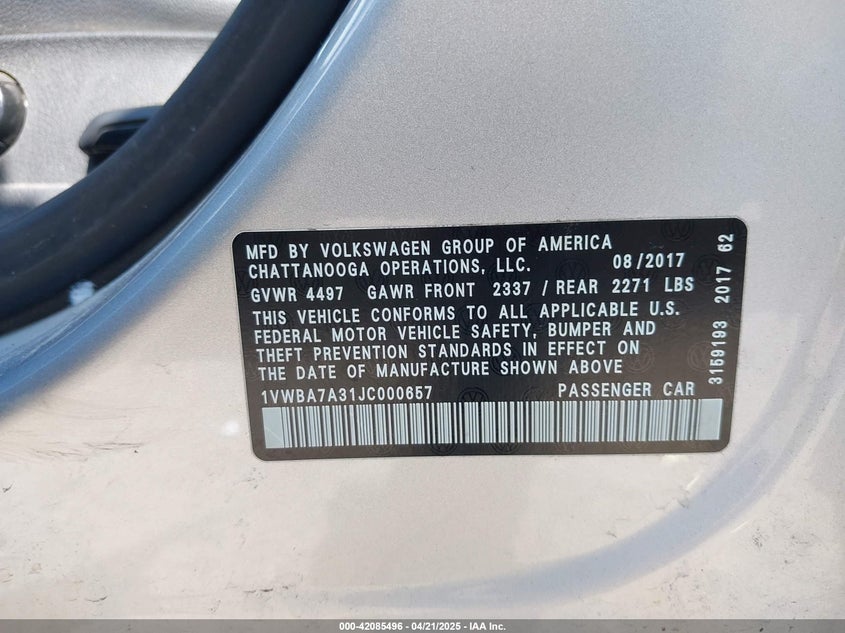 MFD BY VOLKSWAGEN GROUP OF AMERICA
CHATTANOOGA OPERATIONS, LLC. 08/2017
GVWR 4497 GAWR FRONT 2337 / REAR 2271 LBS
THIS VEHICLE CONFORMS TO ALL APPLICABLE U.S.
FEDERAL MOTOR VEHICLE SAFETY, BUMPER AND
THEFT PREVENTION STANDARDS IN EFFECT ON
THE DATE OF MANUFACTURE SHOWN ABOVE
1VWBA7A31JC000657 PASSENGER CAR
3159193 2017 62
000-42085496 - 04/21/2025 - IAA Inc.